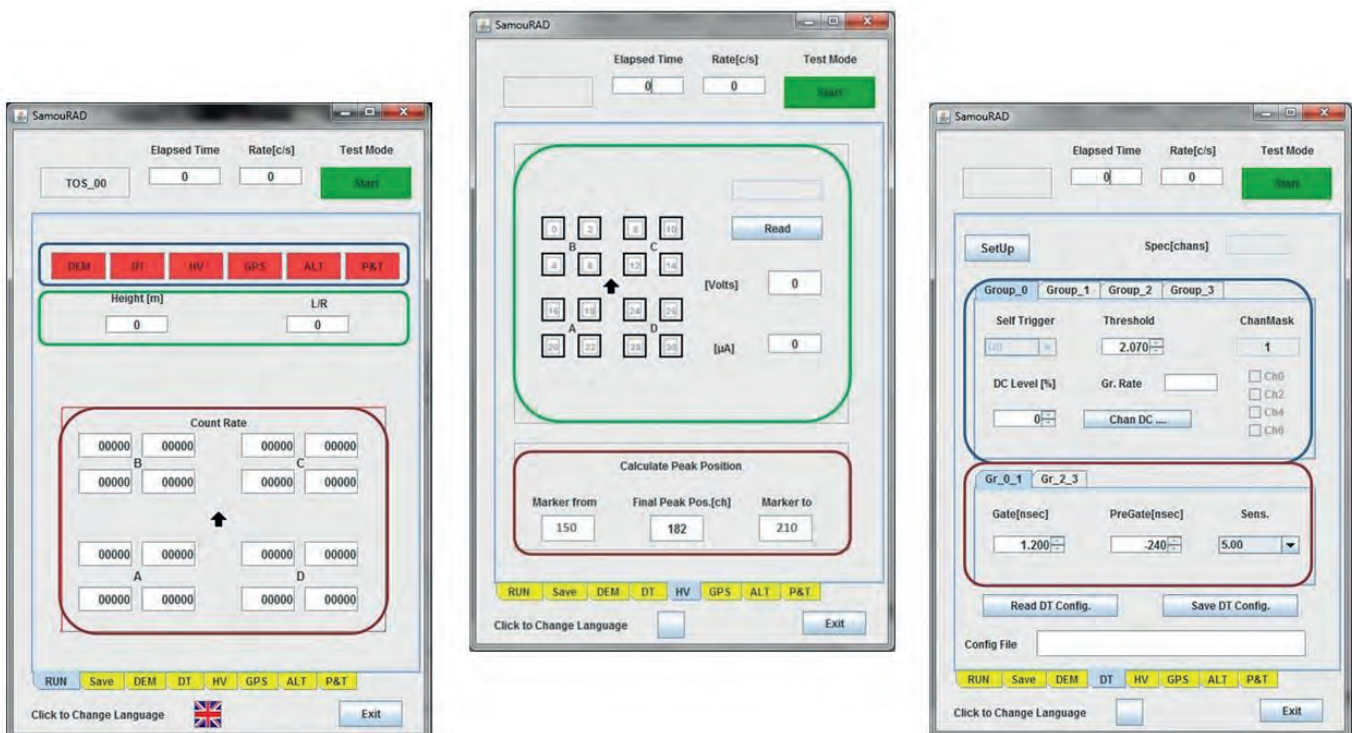 SamouRAD
Elapsed Time Rate[c/s] Test Mode
TOS_00 0 0 Start
DEM DT HV GPS ALT P&T
Height [m] L/R
0 0
Count Rate
00000 00000 00000 00000
B C
00000 00000 00000 00000
00000 00000 00000 00000
A D
00000 00000 00000 00000
RUN Save DEM DT HV GPS ALT P&T
Click to Change Language Exit
SamouRAD
Elapsed Time Rate[c/s] Test Mode
0 0 Start
Read
0 2 8 10
B C
4 12 14
[Volts] 0
16 18 24 26
A D
20 22 28 30
[µA] 0
Calculate Peak Position
Marker from Final Peak Pos.[ch] Marker to
150 182 210
RUN Save DEM DT HV GPS ALT P&T
Click to Change Language Exit
SamouRAD
Elapsed Time Rate[c/s] Test Mode
0 0 Start
SetUp Spec[chans]
Group_0 Group_1 Group_2 Group_3
Self Trigger Threshold ChanMask
2.070 1
DC Level [%] Gr. Rate
Ch0
Ch2
Ch4
Ch6
0 Chan DC ....
Gr_0_1 Gr_2_3
Gate[nsec] PreGate[nsec] Sens.
1.200 -240 5.00
Read DT Config. Save DT Config.
Config File
RUN Save DEM DT HV GPS ALT P&T
Click to Change Language Exit